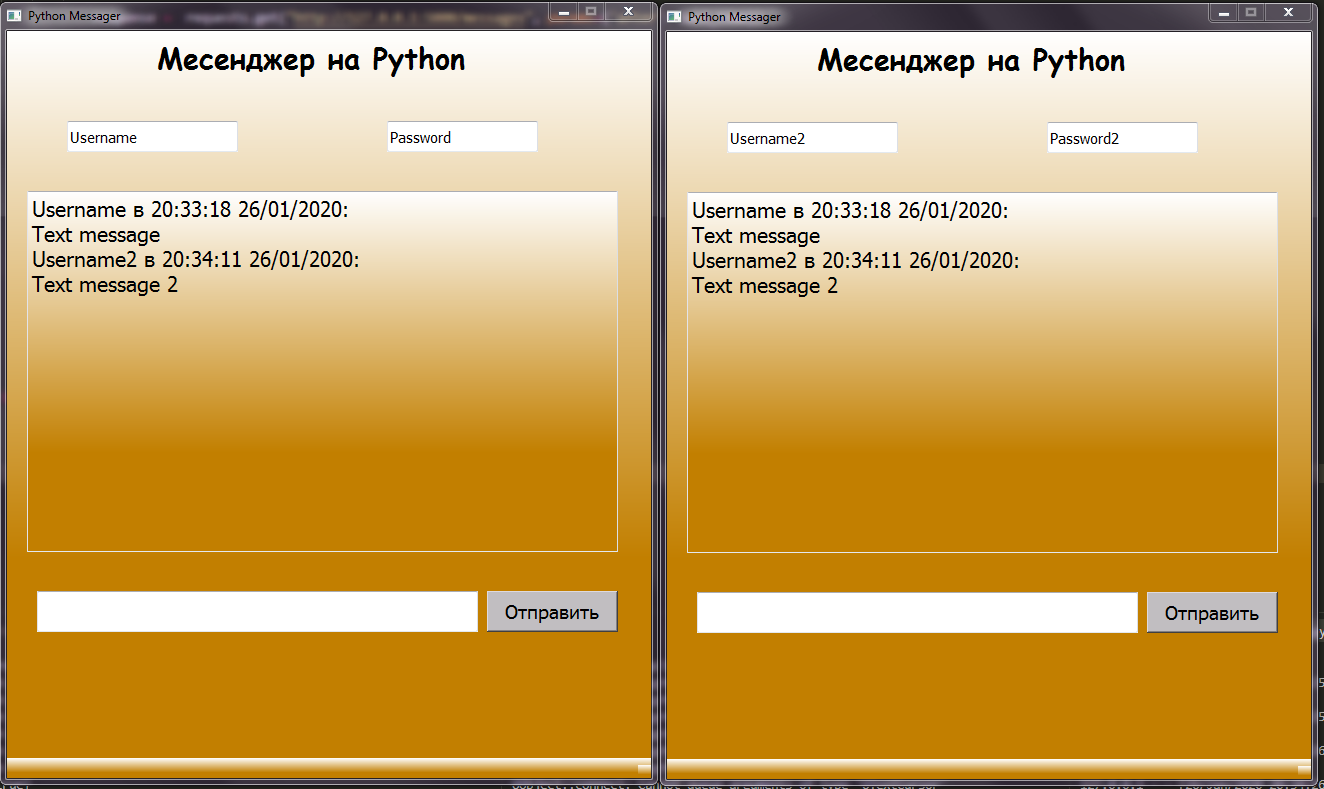 Python Messager
Месенджер на Python
Username
Password
Username в 20:33:18 26/01/2020:
Text message
Username2 в 20:34:11 26/01/2020:
Text message 2
Отправить
Python Messager
Месенджер на Python
Username2
Password2
Username в 20:33:18 26/01/2020:
Text message
Username2 в 20:34:11 26/01/2020:
Text message 2
Отправить